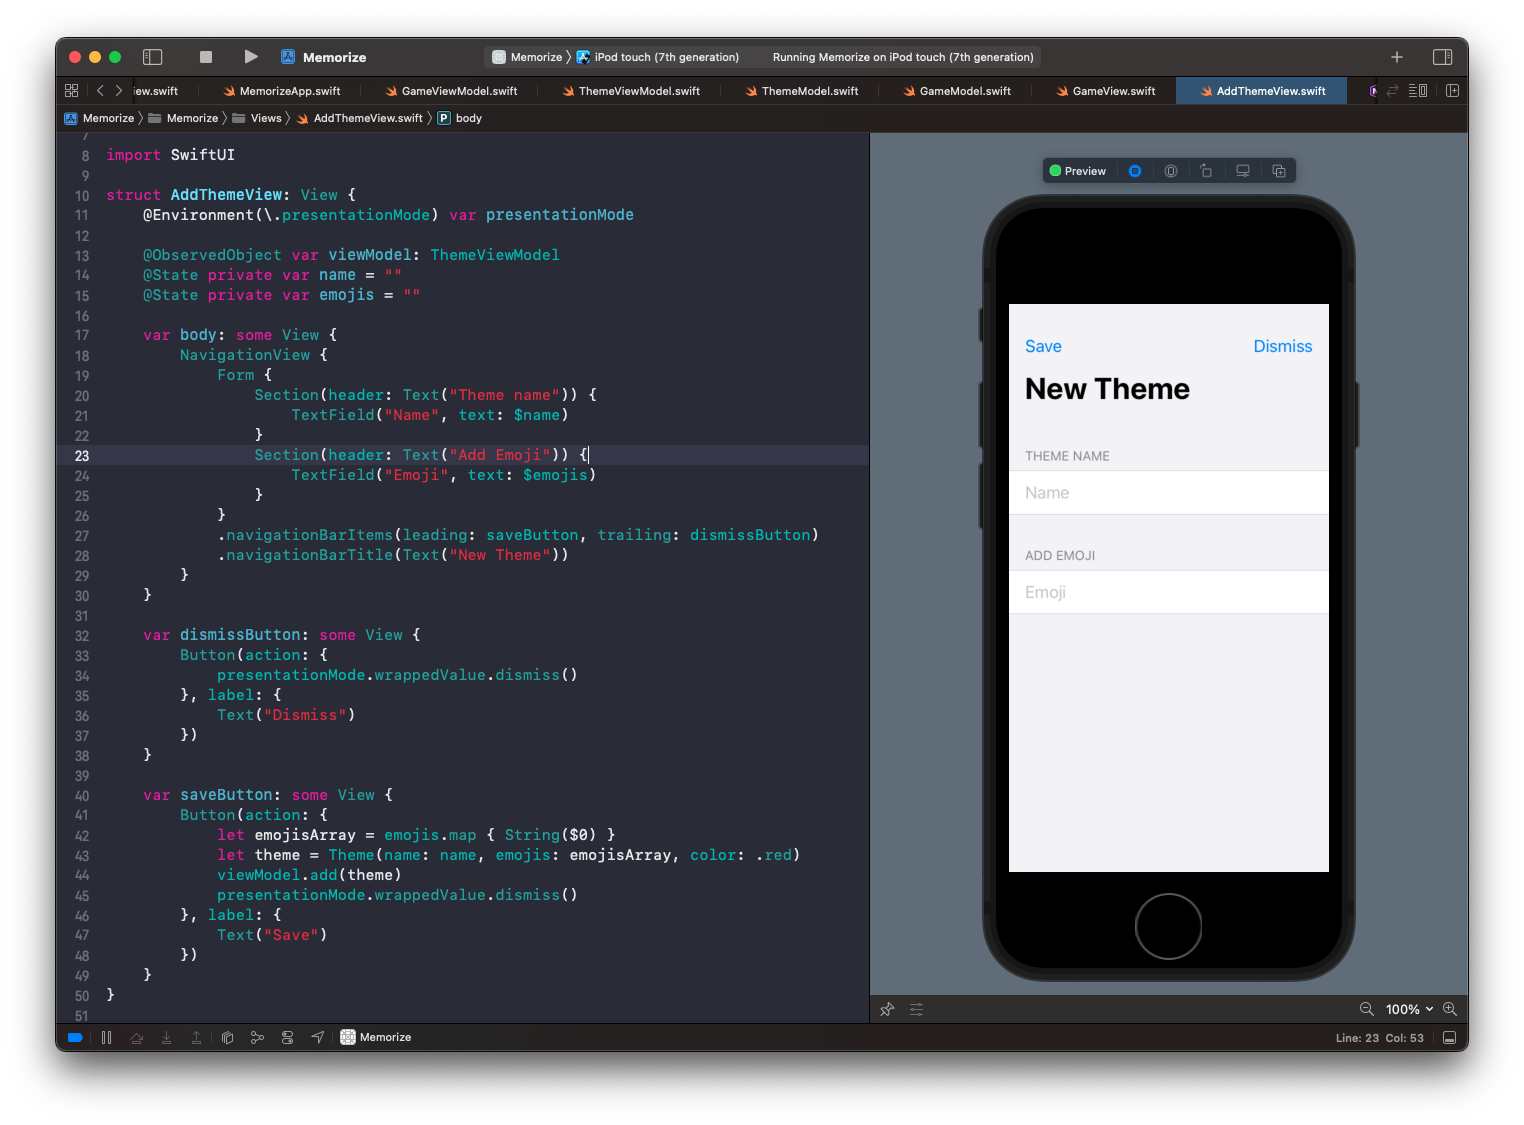 Memorize
Memorize
iPod touch (7th generation)
Running Memorize on iPod touch (7th generation)
iew.swift
MemorizeApp.swift
GameViewModel.swift
ThemeViewModel.swift
ThemeModel.swift
GameModel.swift
GameView.swift
AddThemeView.swift
Memorize
Memorize
Views
AddThemeView.swift
P body
7
8 import SwiftUI
9
10 struct AddThemeView: View {
11 @Environment(\.presentationMode) var presentationMode
12
13 @ObservedObject var viewModel: ThemeViewModel
14 @State private var name = ""
15 @State private var emojis = ""
16
17 var body: some View {
18 NavigationView {
19 Form {
20 Section(header: Text("Theme name")) {
21 TextField("Name", text: $name)
22 }
23 Section(header: Text("Add Emoji")) {
24 TextField("Emoji", text: $emojis)
25 }
26 }
27 .navigationBarItems(leading: saveButton, trailing: dismissButton)
28 .navigationBarTitle(Text("New Theme"))
29 }
30 }
31
32 var dismissButton: some View {
33 Button(action: {
34 presentationMode.wrappedValue.dismiss()
35 }, label: {
36 Text("Dismiss")
37 })
38 }
39
40 var saveButton: some View {
41 Button(action: {
42 let emojisArray = emojis.map { String($0) }
43 let theme = Theme(name: name, emojis: emojisArray, color: .red)
44 viewModel.add(theme)
45 presentationMode.wrappedValue.dismiss()
46 }, label: {
47 Text("Save")
48 })
49 }
50 }
51
Preview
Save
Dismiss
New Theme
THEME NAME
Name
ADD EMOJI
Emoji
100%
Memorize
Line: 23 Col: 53